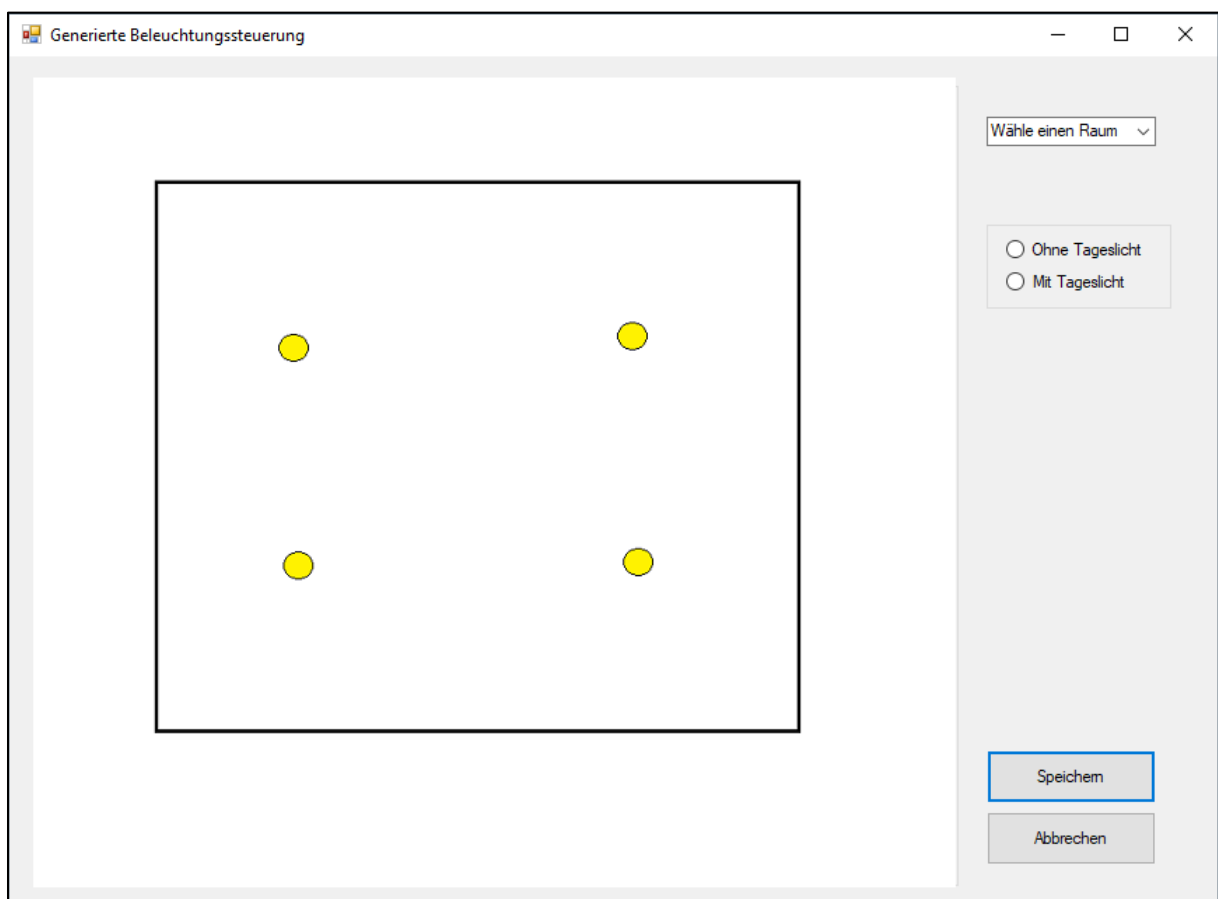 Generierte Beleuchtungssteuerung
Wähle einen Raum
Ohne Tageslicht
Mit Tageslicht
Speichern
Abbrechen